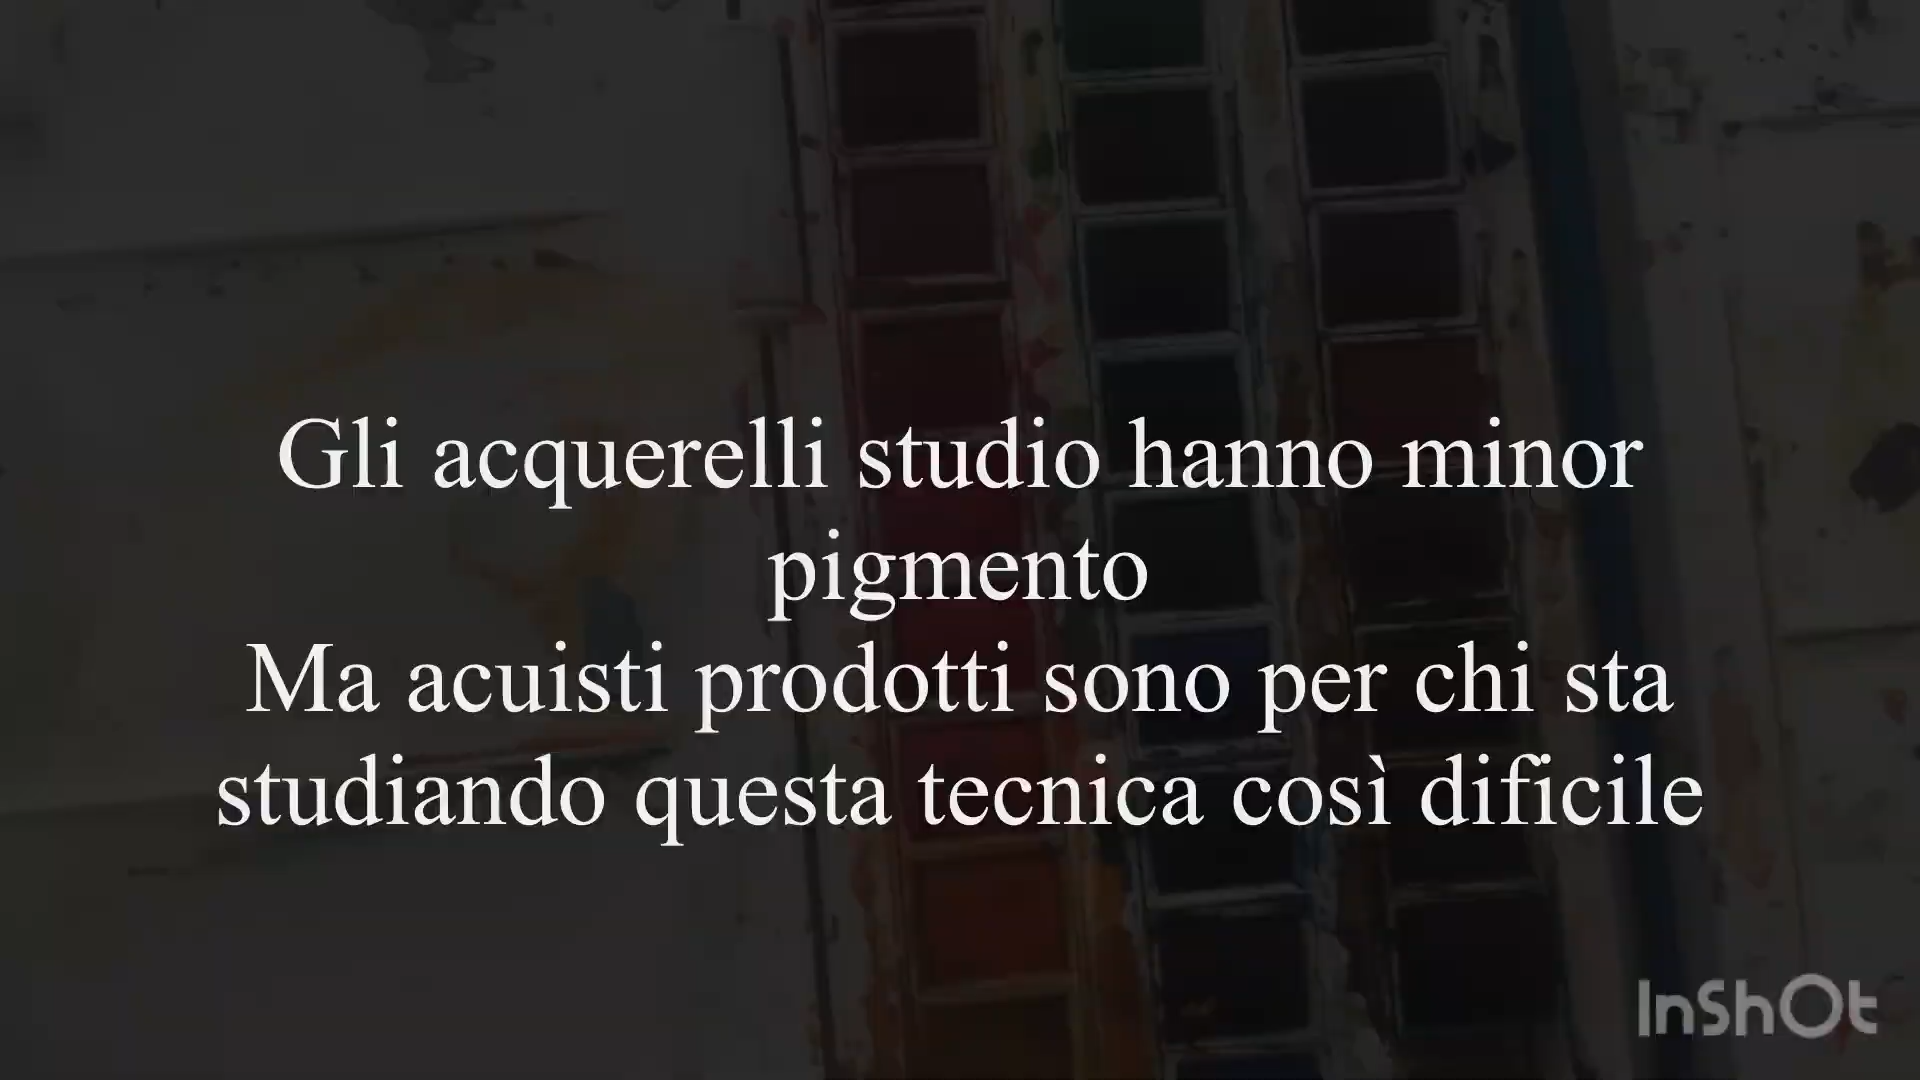 Gli acquerelli studio hanno minor
pigmento
Ma acuisti prodotti sono per chi sta
studiando questa tecnica così dificile
InShOt